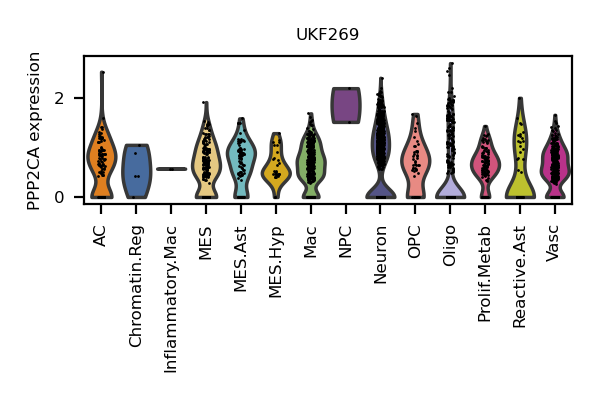 UKF269
PPP2CA expression
2
0
AC
Chromatin.Reg
Inflammatory.Mac
MES
MES.Ast
MES.Hyp
Mac
NPC
Neuron
OPC
Oligo
Prolif.Metab
Reactive.Ast
Vasc